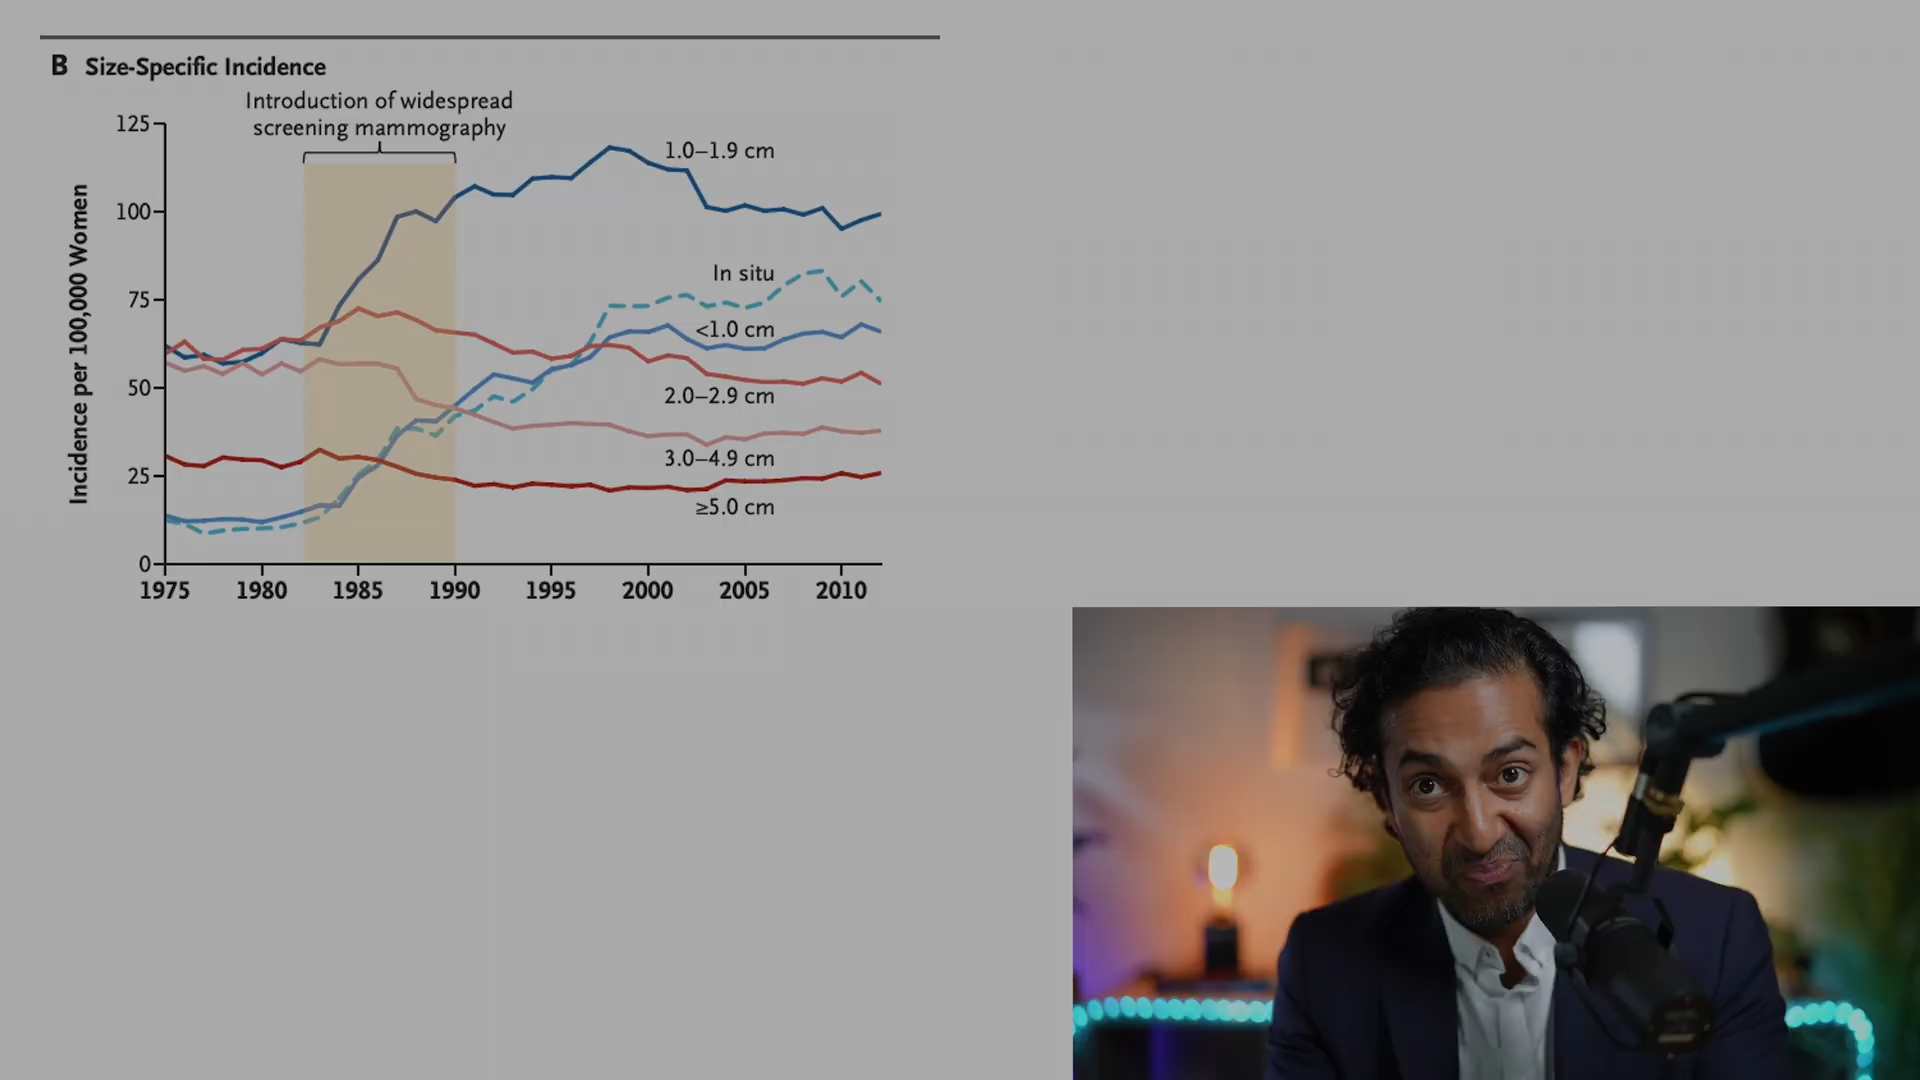 B Size-Specific Incidence
Introduction of widespread
screening mammography
Incidence per 100,000 Women
125
100
75
50
25
0
1.0–1.9 cm
In situ
<1.0 cm
2.0–2.9 cm
3.0–4.9 cm
≥5.0 cm
1975 1980 1985 1990 1995 2000 2005 2010